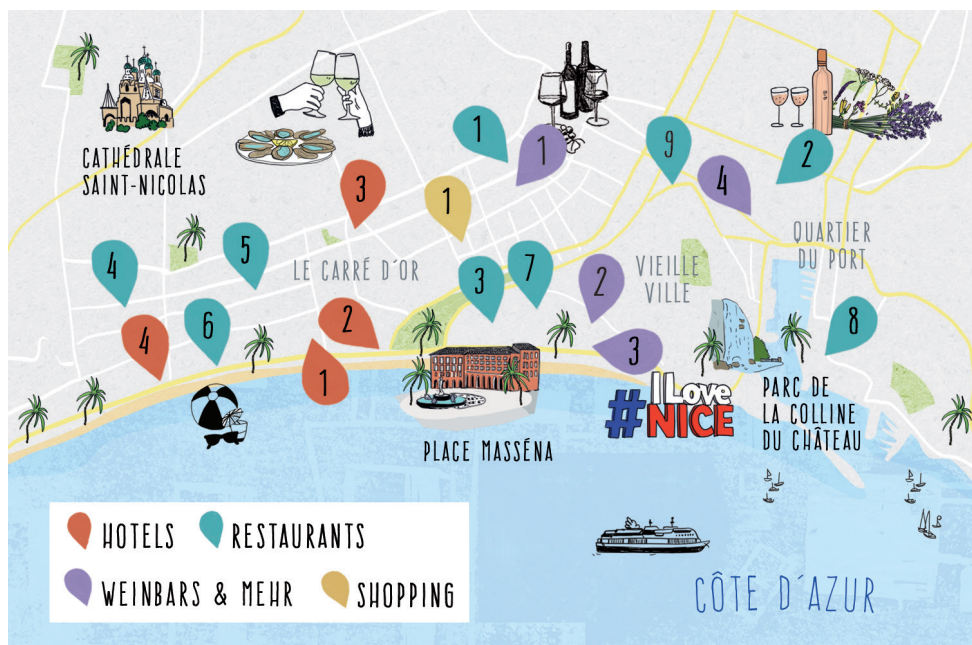 CATHÉDRALE
SAINT-NICOLAS
1
1
9
2
4
3
1
5
4
LE CARRÉ D'OR
3
7
2
VIEILLE
VILLE
QUARTIER
DU PORT
6
4
2
1
3
8
#I Love
NICE
PARC DE
LA COLLINE
DU CHÂTEAU
PLACE MASSÉNA
HOTELS
RESTAURANTS
WEINBARS & MEHR
SHOPPING
CÔTE D´AZUR